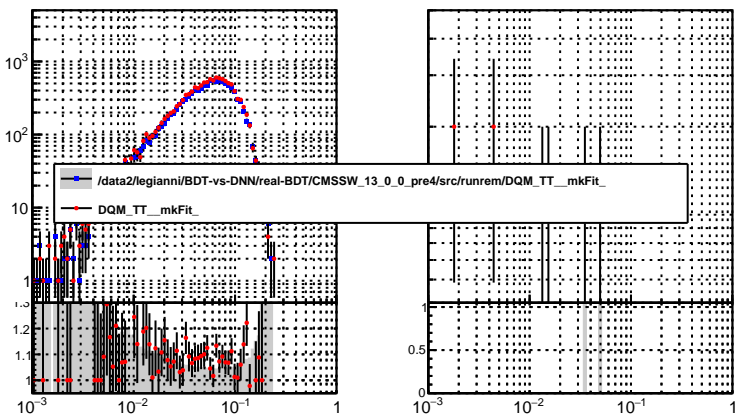 10³
10²
10
1
/data2/legianni/BDT-vs-DNN/real-BDT/CMSSW_13_0_0_pre4/src/runrem/DQM_TT__mkFit_
DQM_TT__mkFit_
1.3
1.2
1.1
1
10⁻³ 10⁻² 10⁻¹ 1
1
0.5
0
10⁻³ 10⁻² 10⁻¹ 1